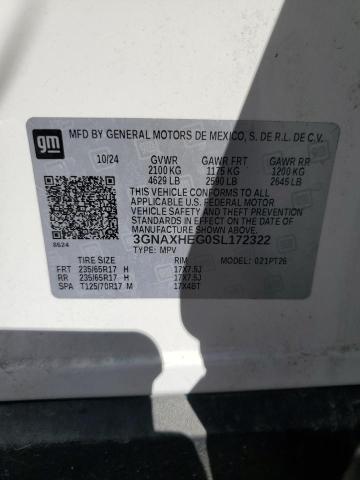 gm
MFD BY GENERAL MOTORS DE MEXICO, S. DE R.L. DE C.V.
10/24 GVWR GAWR FRT GAWR RR
2100 KG 1175 KG 1200 KG
4629 LB 2590 LB 2645 LB
THIS VEHICLE CONFORMS TO ALL
APPLICABLE U.S. FEDERAL MOTOR
VEHICLE SAFETY, BUMPER, AND THEFT
PREVENTION STANDARDS IN EFFECT ON
THE DATE OF MANUFACTURE SHOWN ABOVE.
8624 3GNAXHEG0SL172322
TYPE: MPV MODEL: 021PT26
TIRE SIZE RIM
FRT 235/65R17 H 17X7.5J
RR 235/65R17 H 17X7.5J
SPA T125/70R17 M 17X4BT